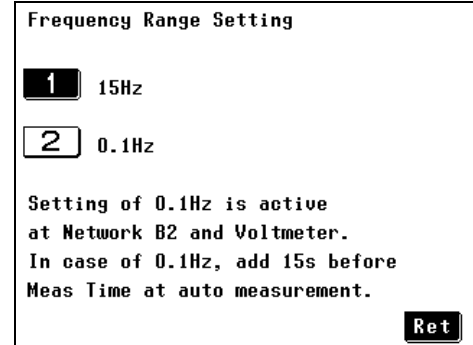 Frequency Range Setting
1 15Hz
2 0.1Hz
Setting of 0.1Hz is active
at Network B2 and Voltmeter.
In case of 0.1Hz, add 15s before
Meas Time at auto measurement.
Ret